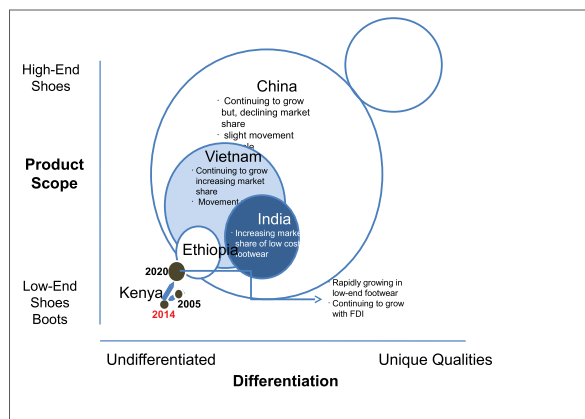 High-End
Shoes
Product
Scope
Low-End
Shoes
Boots
China
· Continuing to grow
but, declining market
share
· slight movement
Vietnam
· Continuing to grow
increasing market
share
· Movement
India
· Increasing market
share of low cost
footwear
Ethiopia
2020
Kenya
2005
2014
Rapidly growing in
low-end footwear
· Continuing to grow
with FDI
Undifferentiated
Unique Qualities
Differentiation